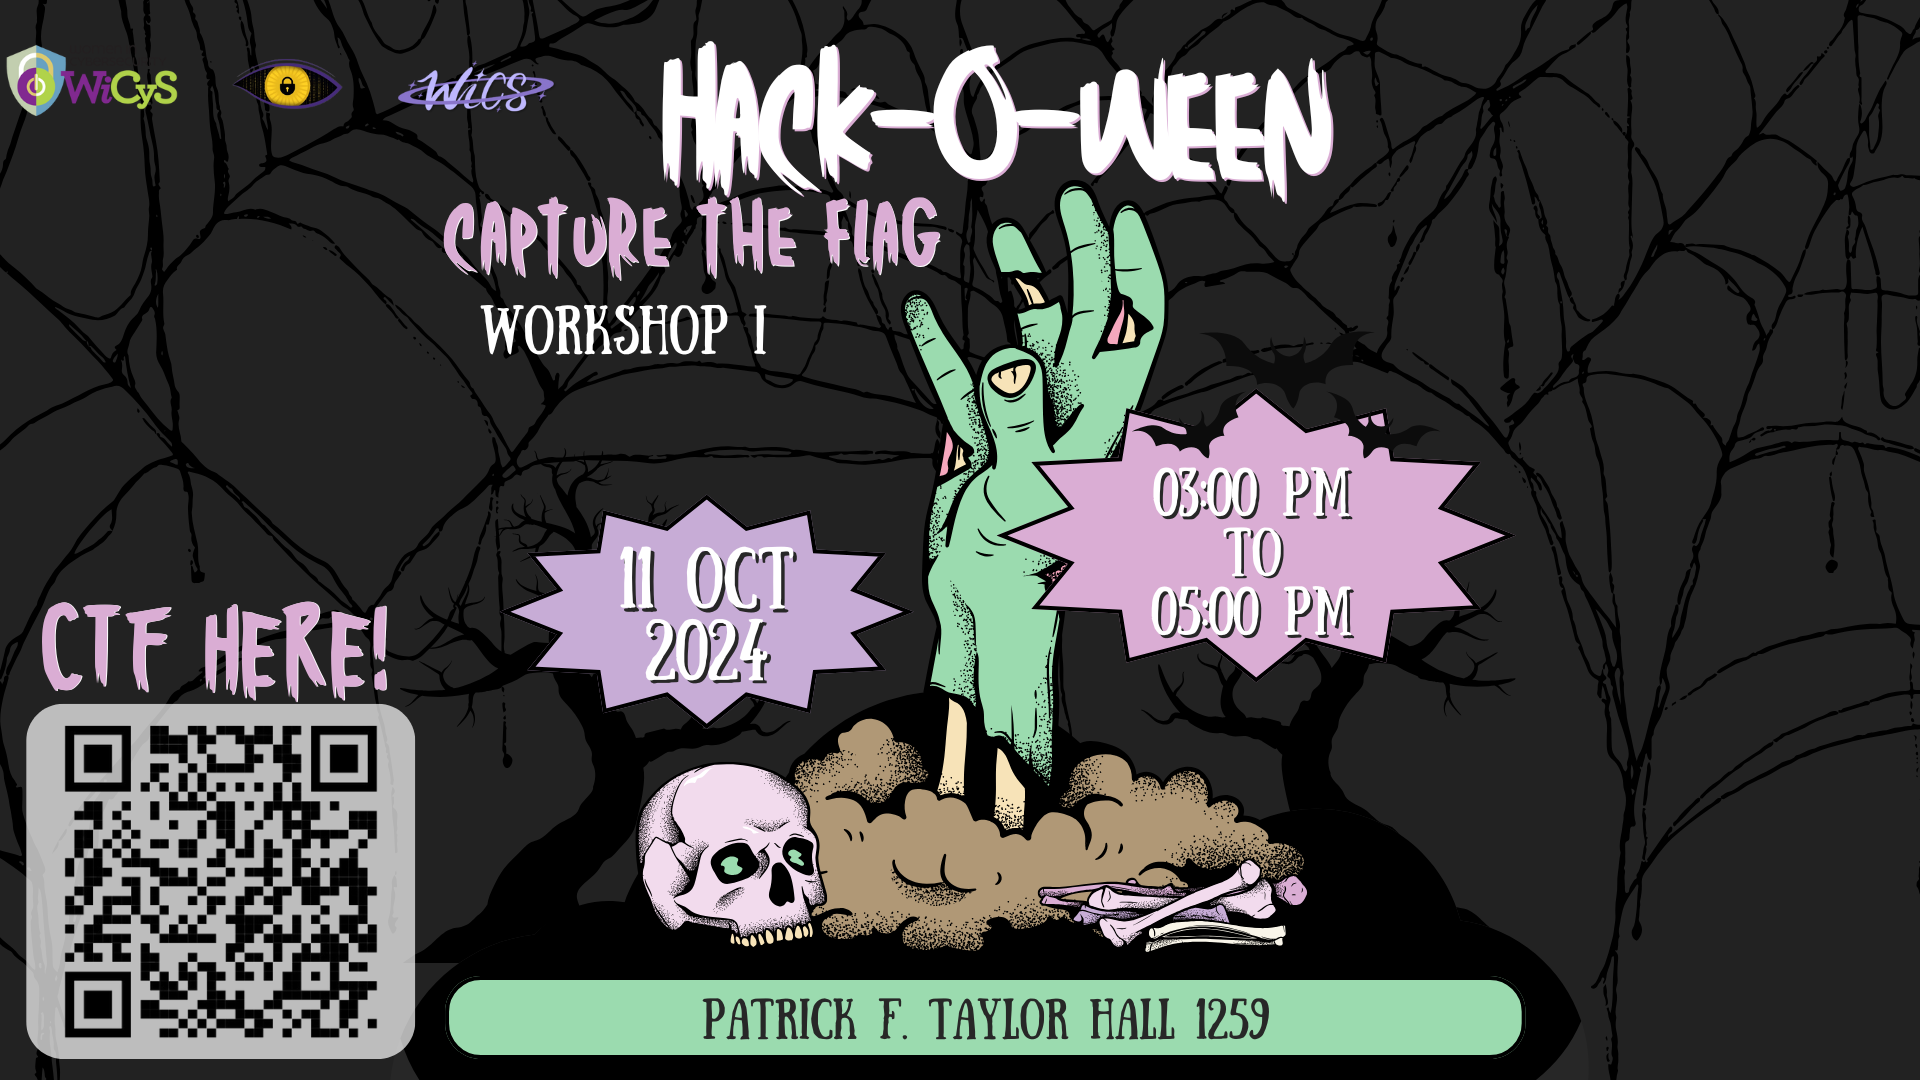 WiCyS
WiCS
HACK-O-WEEN
CAPTURE THE FLAG
WORKSHOP I
03:00 PM
TO
05:00 PM
11 OCT
2024
CTF HERE!
PATRICK F. TAYLOR HALL 1259